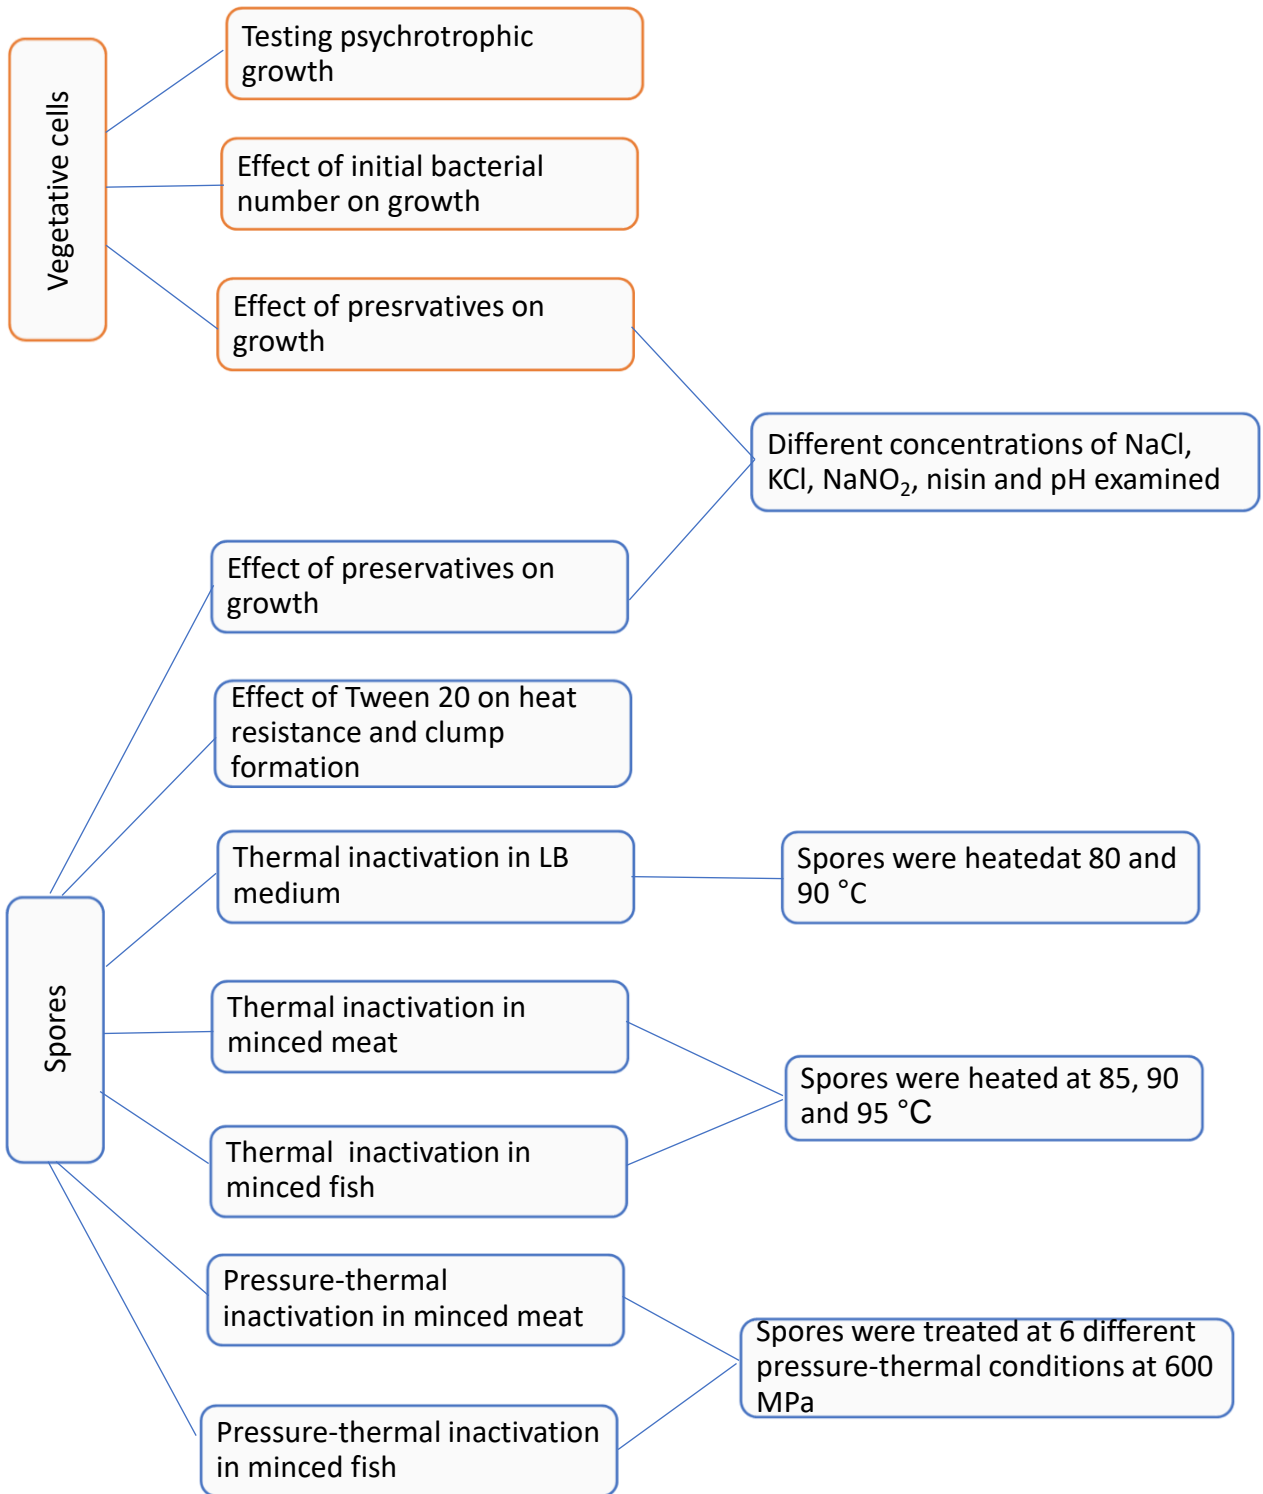 Testing psychrotrophic
growth
Vegetative cells
Effect of initial bacterial
number on growth
Effect of presrvatives on
growth
Different concentrations of NaCl,
KCl, NaNO₂, nisin and pH examined
Effect of preservatives on
growth
Effect of Tween 20 on heat
resistance and clump
formation
Thermal inactivation in LB
medium
Spores were heatedat 80 and
90 °C
Spores
Thermal inactivation in
minced meat
Spores were heated at 85, 90
and 95 °C
Thermal  inactivation in
minced fish
Pressure-thermal
inactivation in minced meat
Spores were treated at 6 different
pressure-thermal conditions at 600
MPa
Pressure-thermal inactivation
in minced fish